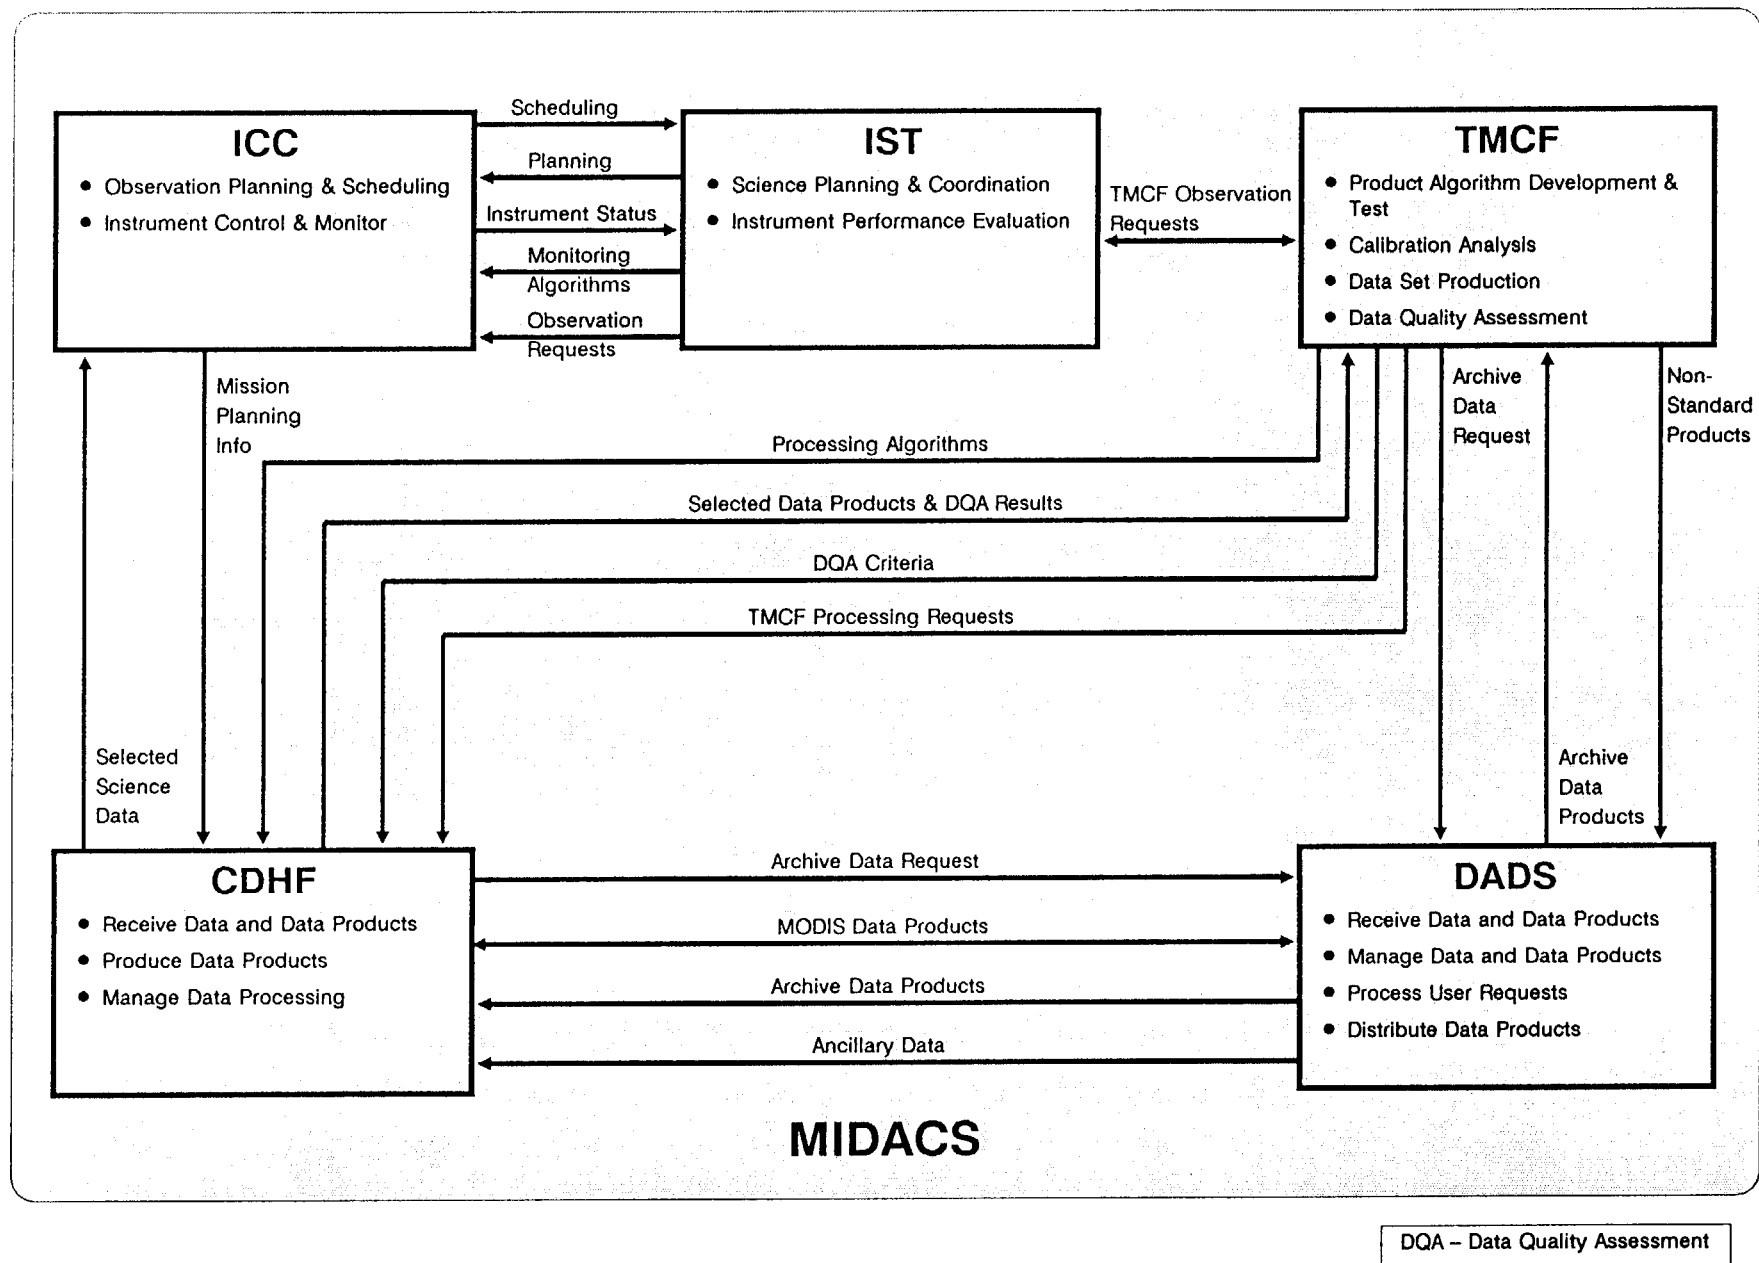 ICC
• Observation Planning & Scheduling
• Instrument Control & Monitor
Scheduling
Planning
Instrument Status
Monitoring
Algorithms
Observation
Requests
IST
• Science Planning & Coordination
• Instrument Performance Evaluation
TMCF Observation
Requests
TMCF
• Product Algorithm Development &
Test
• Calibration Analysis
• Data Set Production
• Data Quality Assessment
Mission
Planning
Info
Archive
Data
Request
Non-
Standard
Products
Processing Algorithms
Selected Data Products & DQA Results
DQA Criteria
TMCF Processing Requests
Selected
Science
Data
Archive
Data
Products
CDHF
• Receive Data and Data Products
• Produce Data Products
• Manage Data Processing
Archive Data Request
MODIS Data Products
Archive Data Products
Ancillary Data
DADS
• Receive Data and Data Products
• Manage Data and Data Products
• Process User Requests
• Distribute Data Products
MIDACS
DQA – Data Quality Assessment